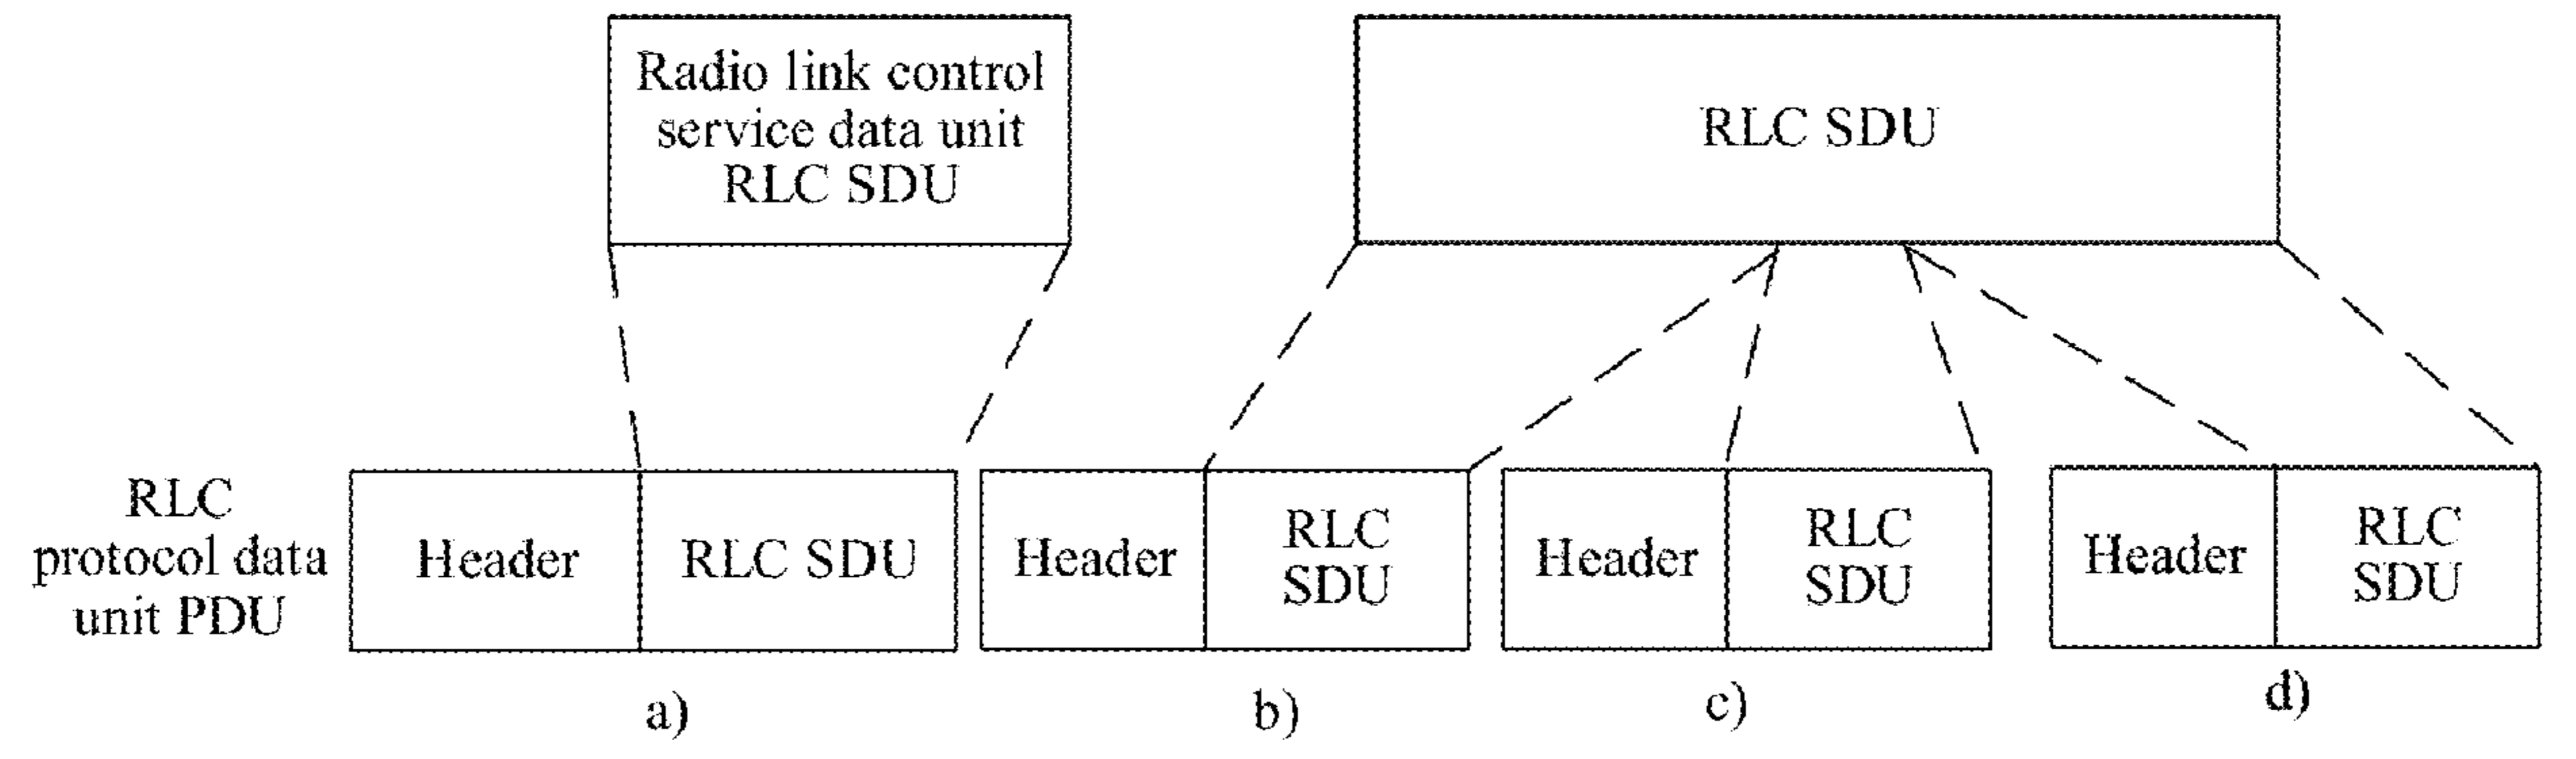 Radio link control
service data unit
RLC SDU
RLC SDU
RLC
protocol data
unit PDU
Header
RLC SDU
Header
RLC
SDU
Header
RLC
SDU
Header
RLC
SDU
a)
b)
c)
d)